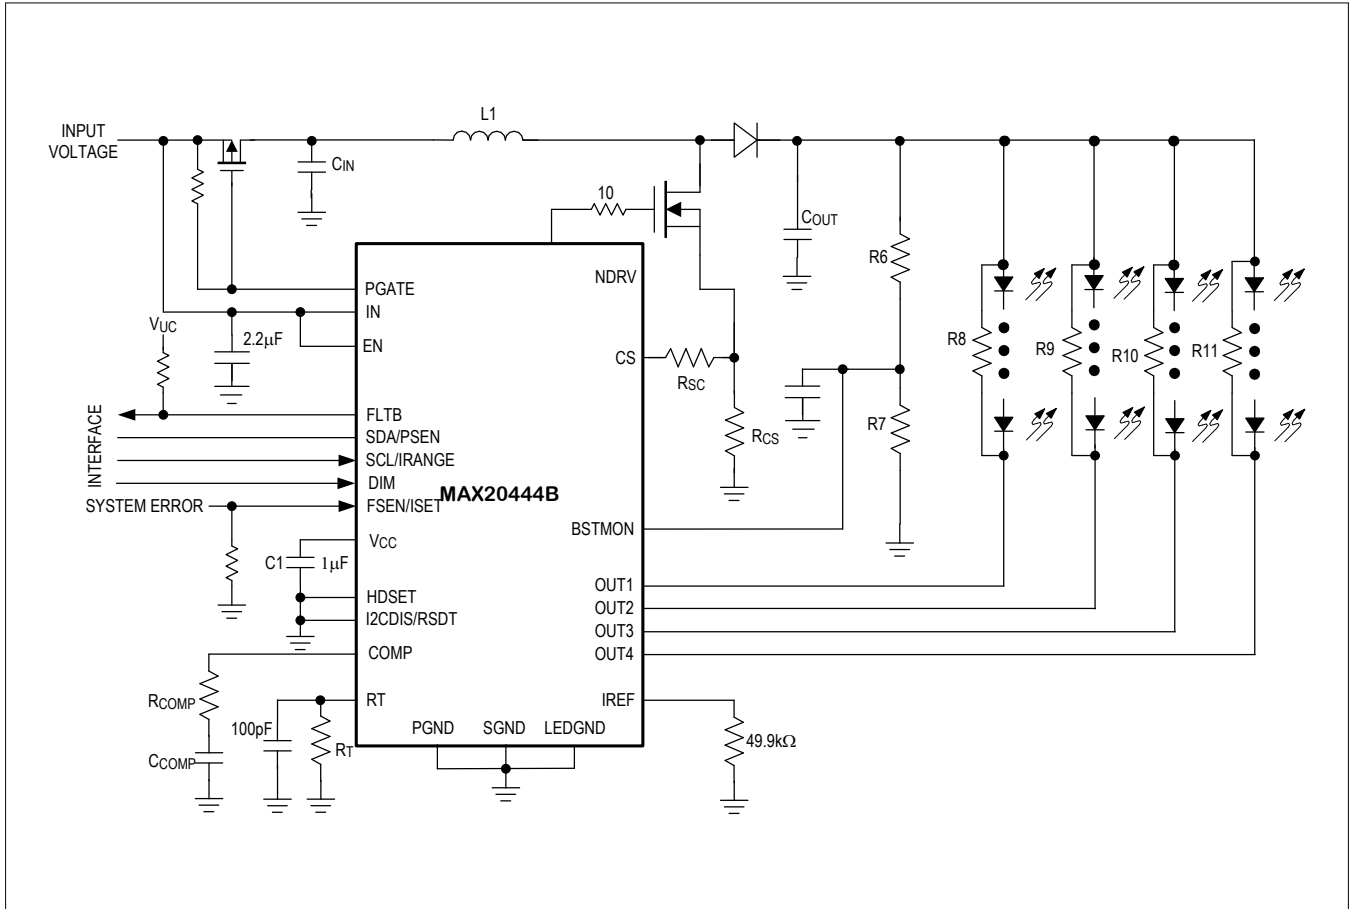 INPUT
VOLTAGE
L1
CIN
10
COUT
R6
NDRV
PGATE
IN
EN
VUC
2.2µF
CS
RSC
RCS
R7
R8
R9
R10
R11
INTERFACE
FLTB
SDA/PSEN
SCL/IRANGE
DIM
SYSTEM ERROR
FSEN/ISET
MAX20444B
BSTMON
VCC
C1
1µF
HDSET
I2CDIS/RSDT
OUT1
OUT2
OUT3
OUT4
COMP
RCOMP
CCOMP
RT
100pF
RT
PGND
SGND
LEDGND
IREF
49.9kΩ